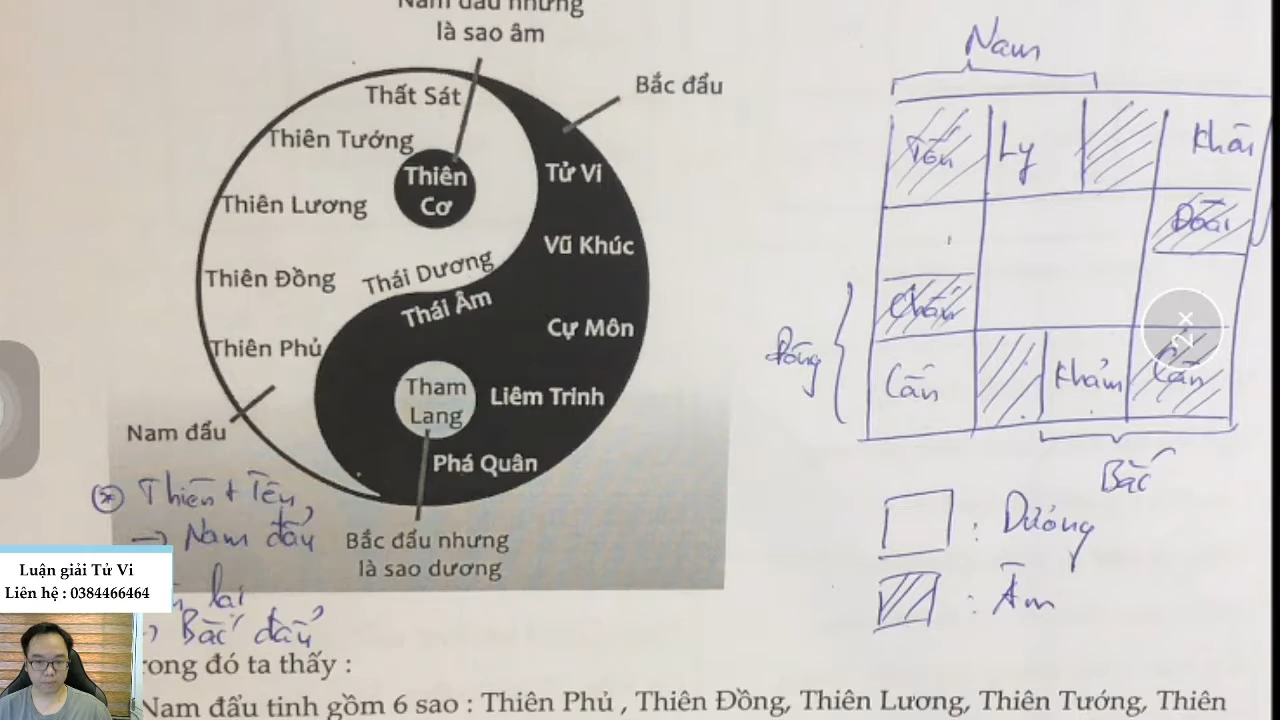 Nam đẩu nhưng
là sao âm
Bắc đẩu
Thất Sát
Thiên Tướng
Thiên
Cơ
Thiên Lương
Tử Vi
Vũ Khúc
Thái Dương
Thiên Đồng
Thái Âm
Cự Môn
Thiên Phủ
Tham
Lang
Liêm Trinh
Nam đẩu
Phá Quân
Bắc đẩu nhưng
là sao dương
Thiên + Tên
→ Nam đẩu
lại
→ Bắc đẩu
Nam
Tốn
Ly
Khôn
Đoài
Chấn
Đông
Cấn
Khảm
Bắc
: Dương
: Âm
Luận giải Tử Vi
Liên hệ : 0384466464
rong đó ta thấy :
Nam đẩu tinh gồm 6 sao : Thiên Phủ , Thiên Đồng, Thiên Lương, Thiên Tướng, Thiên
2×